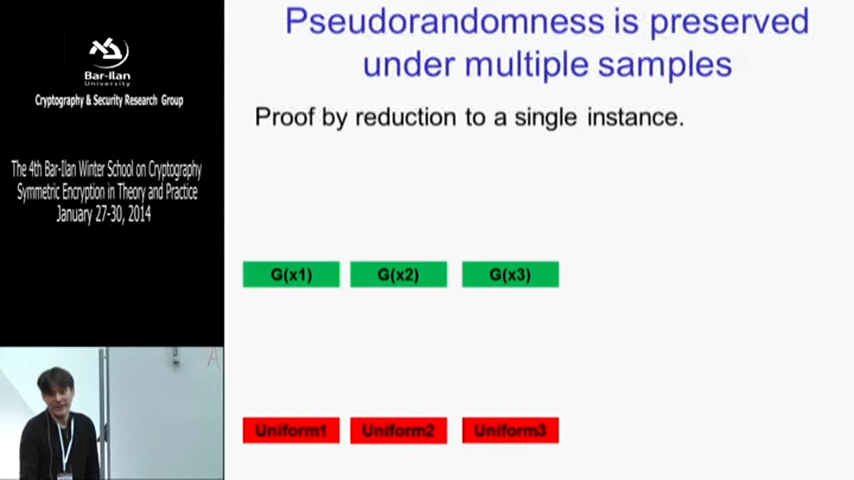 Bar-Ilan
University
Cryptography & Security Research Group
The 4th Bar-Ilan Winter School on Cryptography
Symmetric Encryption in Theory and Practice
January 27-30, 2014
Pseudorandomness is preserved
under multiple samples
Proof by reduction to a single instance.
G(x1) G(x2) G(x3)
Uniform1 Uniform2 Uniform3
A